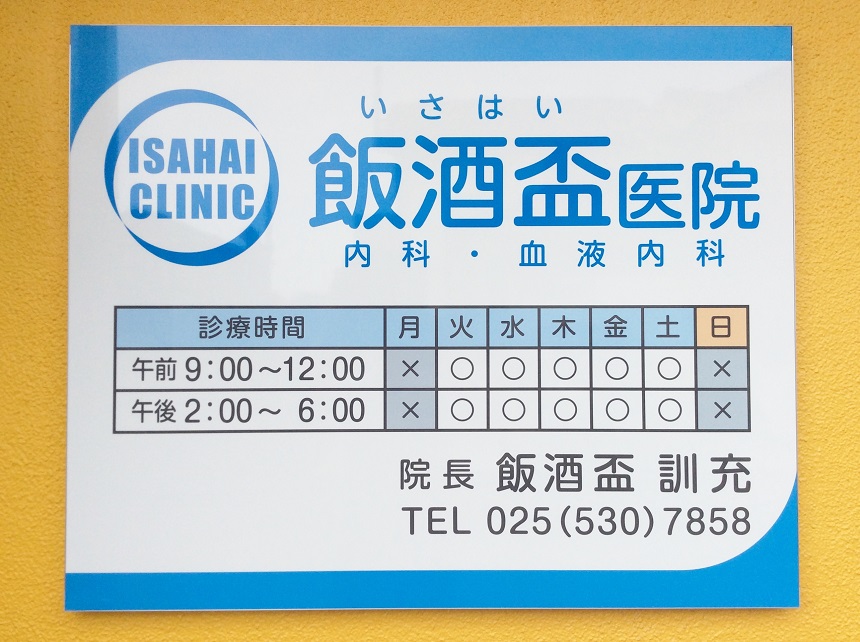 ISAHAI
CLINIC
いさはい
飯酒盃医院
内科・血液内科
診療時間 月 火 水 木 金 土 日
午前 9:00～12:00 × ○ ○ ○ ○ ○ ×
午後 2:00～ 6:00 × ○ ○ ○ ○ ○ ×
院長 飯酒盃 訓充
TEL 025(530)7858